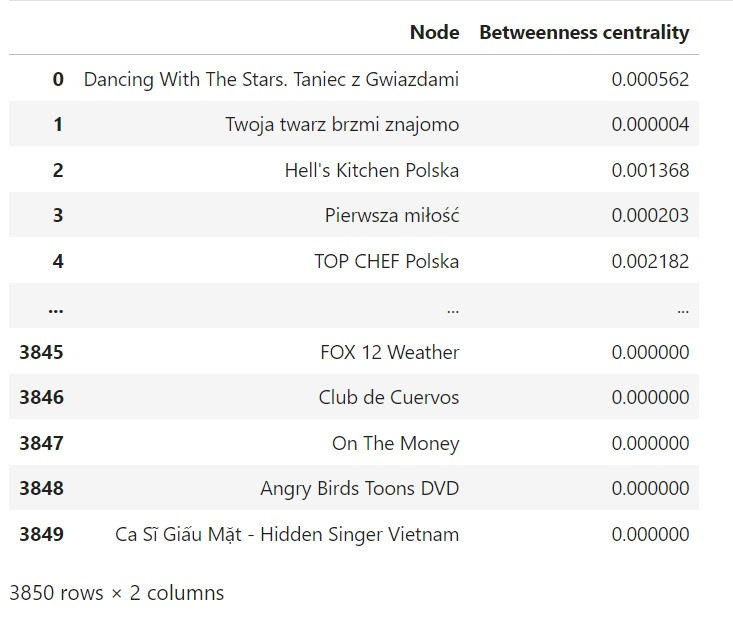 Node Betweenness centrality
0 Dancing With The Stars. Taniec z Gwiazdami 0.000562
1 Twoja twarz brzmi znajomo 0.000004
2 Hell's Kitchen Polska 0.001368
3 Pierwsza miłość 0.000203
4 TOP CHEF Polska 0.002182
... ... ...
3845 FOX 12 Weather 0.000000
3846 Club de Cuervos 0.000000
3847 On The Money 0.000000
3848 Angry Birds Toons DVD 0.000000
3849 Ca Sĩ Giấu Mặt - Hidden Singer Vietnam 0.000000
3850 rows × 2 columns